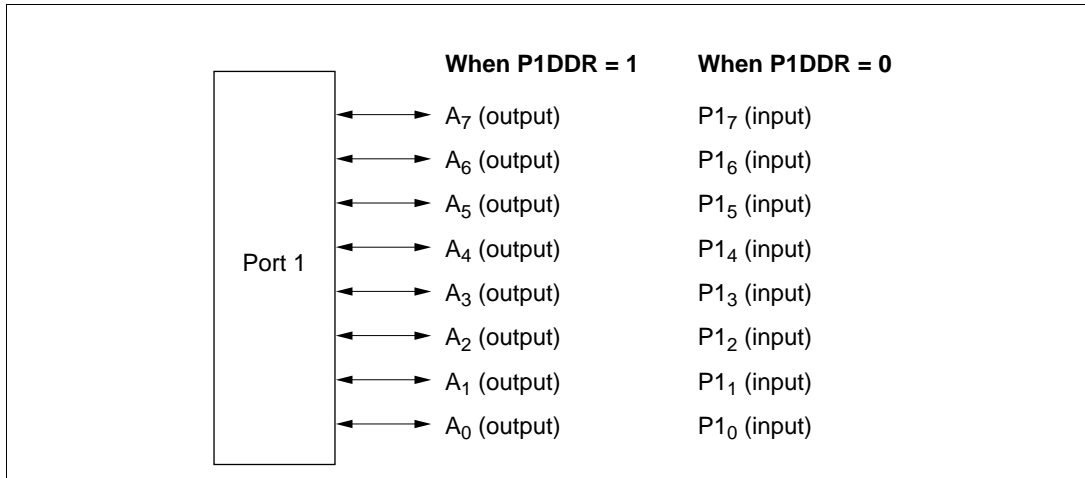 When P1DDR = 1 When P1DDR = 0
A₇ (output) P1₇ (input)
A₆ (output) P1₆ (input)
A₅ (output) P1₅ (input)
Port 1 A₄ (output) P1₄ (input)
A₃ (output) P1₃ (input)
A₂ (output) P1₂ (input)
A₁ (output) P1₁ (input)
A₀ (output) P1₀ (input)